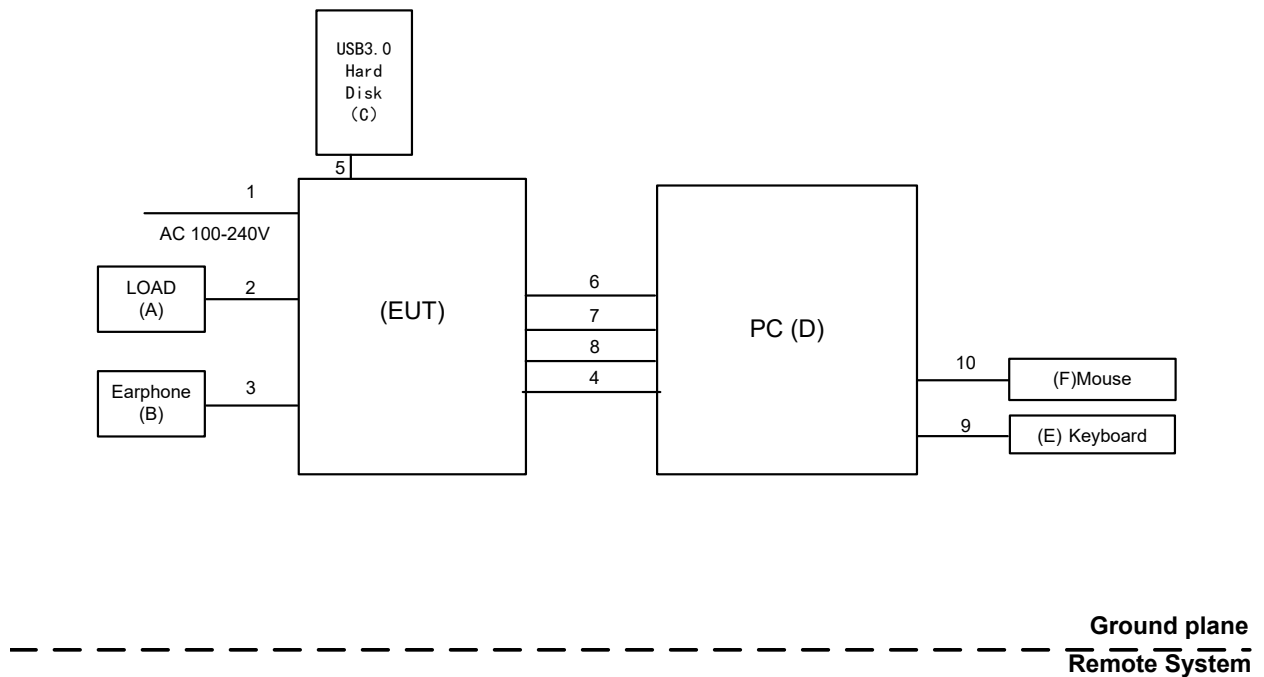 USB3.0
Hard
Disk
(C)
5
1
AC 100-240V
LOAD
(A)
2
Earphone
(B)
3
(EUT)
6
7
8
4
PC (D)
10
(F)Mouse
9
(E) Keyboard
Ground plane
Remote System